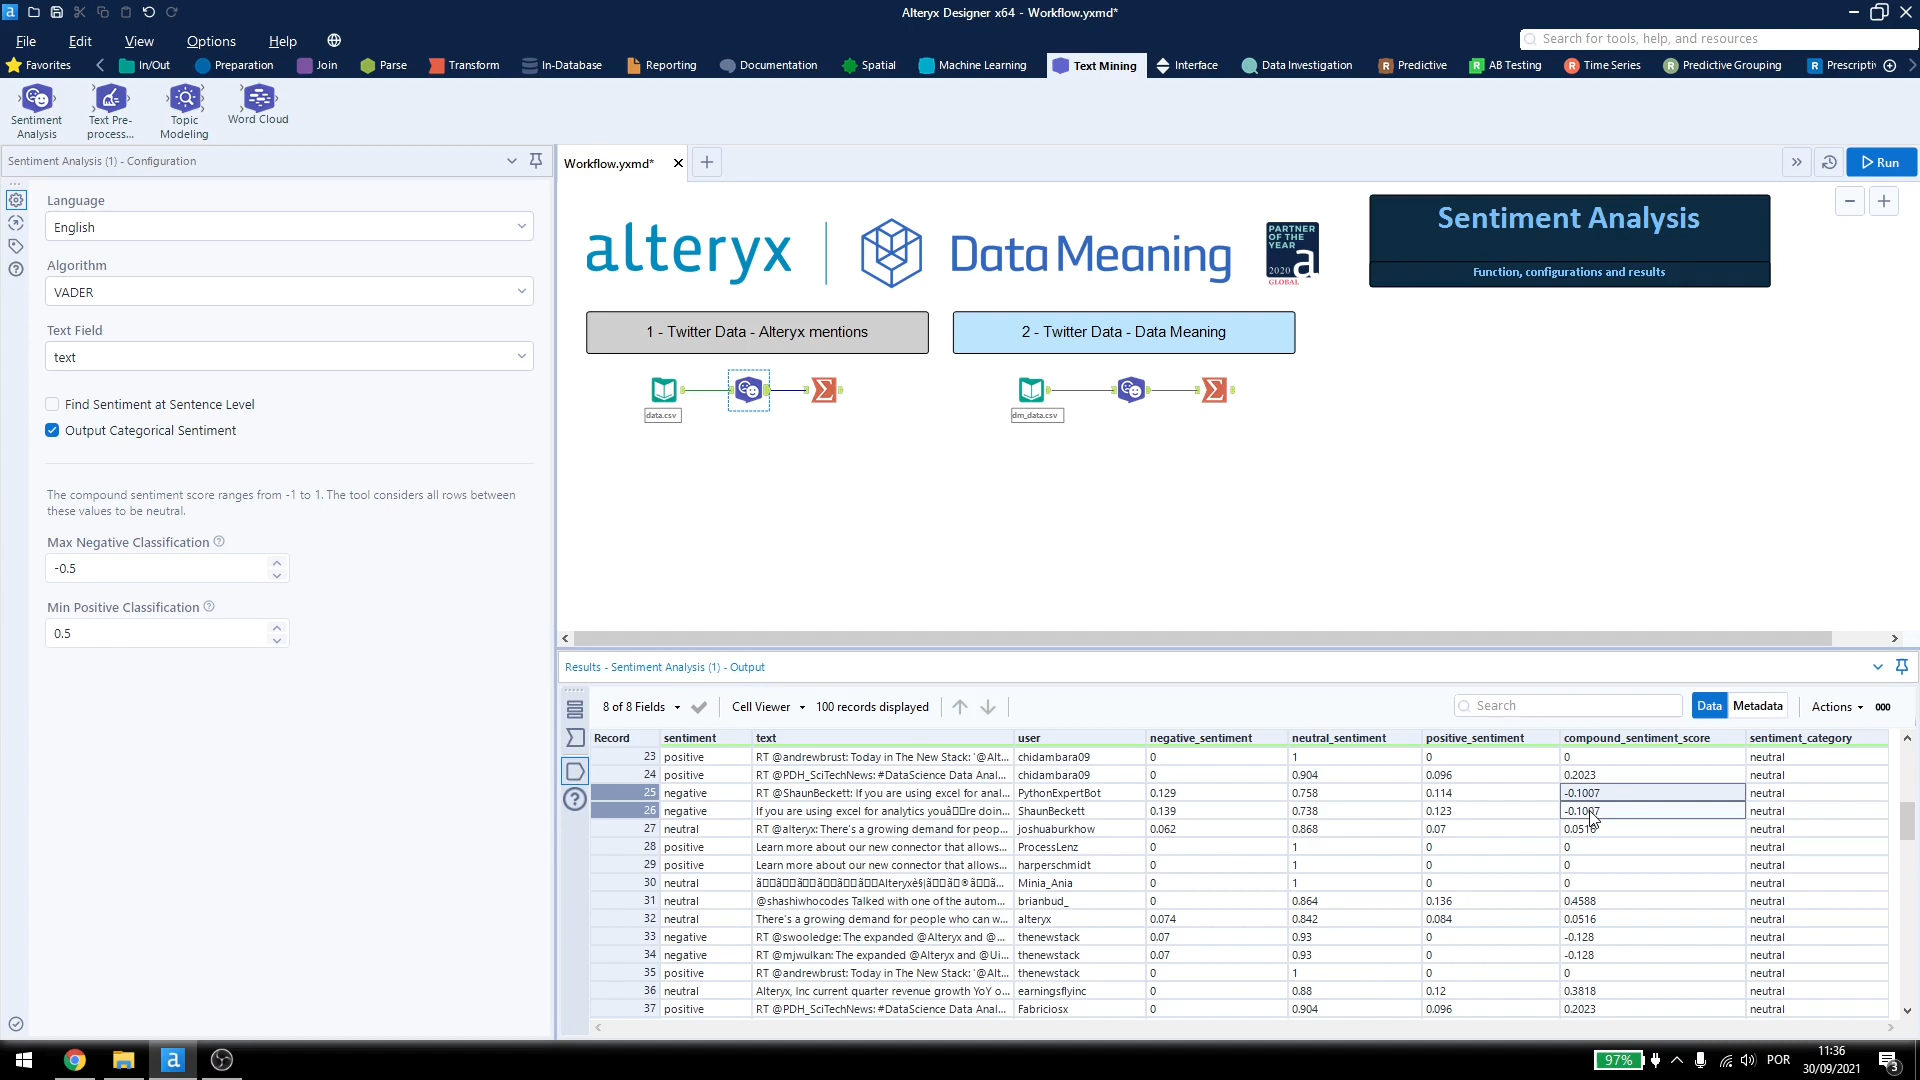 Alteryx Designer x64 - Workflow.yxmd*
File Edit View Options Help
Search for tools, help, and resources
Favorites In/Out Preparation Join Parse Transform In-Database Reporting Documentation Spatial Machine Learning Text Mining Interface Data Investigation Predictive AB Testing Time Series Predictive Grouping Prescripti
Sentiment Analysis
Text Pre-process...
Topic Modeling
Word Cloud
Sentiment Analysis (1) - Configuration
Language
English
Algorithm
VADER
Text Field
text
Find Sentiment at Sentence Level
Output Categorical Sentiment
The compound sentiment score ranges from -1 to 1. The tool considers all rows between
these values to be neutral.
Max Negative Classification
-0.5
Min Positive Classification
0.5
Workflow.yxmd*
Run
alteryx
Data Meaning
PARTNER
OF THE
YEAR
2020 a
GLOBAL
Sentiment Analysis
Function, configurations and results
1 - Twitter Data - Alteryx mentions
2 - Twitter Data - Data Meaning
data.csv
dm_data.csv
Results - Sentiment Analysis (1) - Output
8 of 8 Fields Cell Viewer 100 records displayed Search Data Metadata Actions 000
Record sentiment text user negative_sentiment neutral_sentiment positive_sentiment compound_sentiment_score sentiment_category
23 positive RT @andrewbrust: Today in The New Stack: '@Alt... chidambara09 0 1 0 0 neutral
24 positive RT @PDH_SciTechNews: #DataScience Data Anal... chidambara09 0 0.904 0.096 0.2023 neutral
25 negative RT @ShaunBeckett: If you are using excel for anal... PythonExpertBot 0.129 0.758 0.114 -0.1007 neutral
26 negative If you are using excel for analytics youâ□□re doin... ShaunBeckett 0.139 0.738 0.123 -0.1007 neutral
27 neutral RT @alteryx: There's a growing demand for peop... joshuaburkhow 0.062 0.868 0.07 0.0516 neutral
28 positive Learn more about our new connector that allows... ProcessLenz 0 1 0 0 neutral
29 positive Learn more about our new connector that allows... harperschmidt 0 1 0 0 neutral
30 neutral Minia_Ania 0 1 0 0 neutral
31 neutral @shashiwhocodes Talked with one of the autom... brianbud_ 0 0.864 0.136 0.4588 neutral
32 neutral There's a growing demand for people who can w... alteryx 0.074 0.842 0.084 0.0516 neutral
33 negative RT @swooledge: The expanded @Alteryx and @... thenewstack 0.07 0.93 0 -0.128 neutral
34 negative RT @mjwulkan: The expanded @Alteryx and @Ui... thenewstack 0.07 0.93 0 -0.128 neutral
35 positive RT @andrewbrust: Today in The New Stack: '@Alt... thenewstack 0 1 0 0 neutral
36 neutral Alteryx, Inc current quarter revenue growth YoY o... earningsflyinc 0 0.88 0.12 0.3818 neutral
37 positive RT @PDH_SciTechNews: #DataScience Data Anal... Fabriciosx 0 0.904 0.096 0.2023 neutral
97% POR 11:36
30/09/2021 3